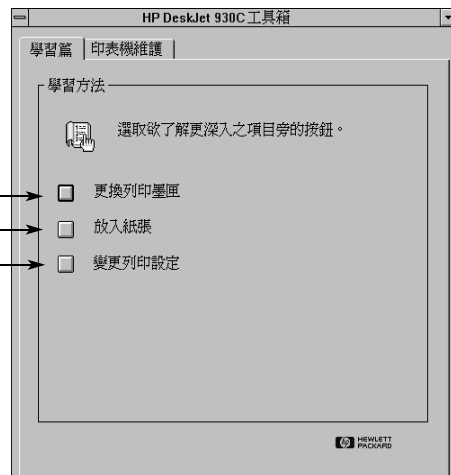 HP DeskJet 930C 工具箱
學習篇
印表機維護
學習方法
選取欲了解更深入之項目旁的按鈕。
更換列印墨匣
放入紙張
變更列印設定
hp HEWLETT
PACKARD